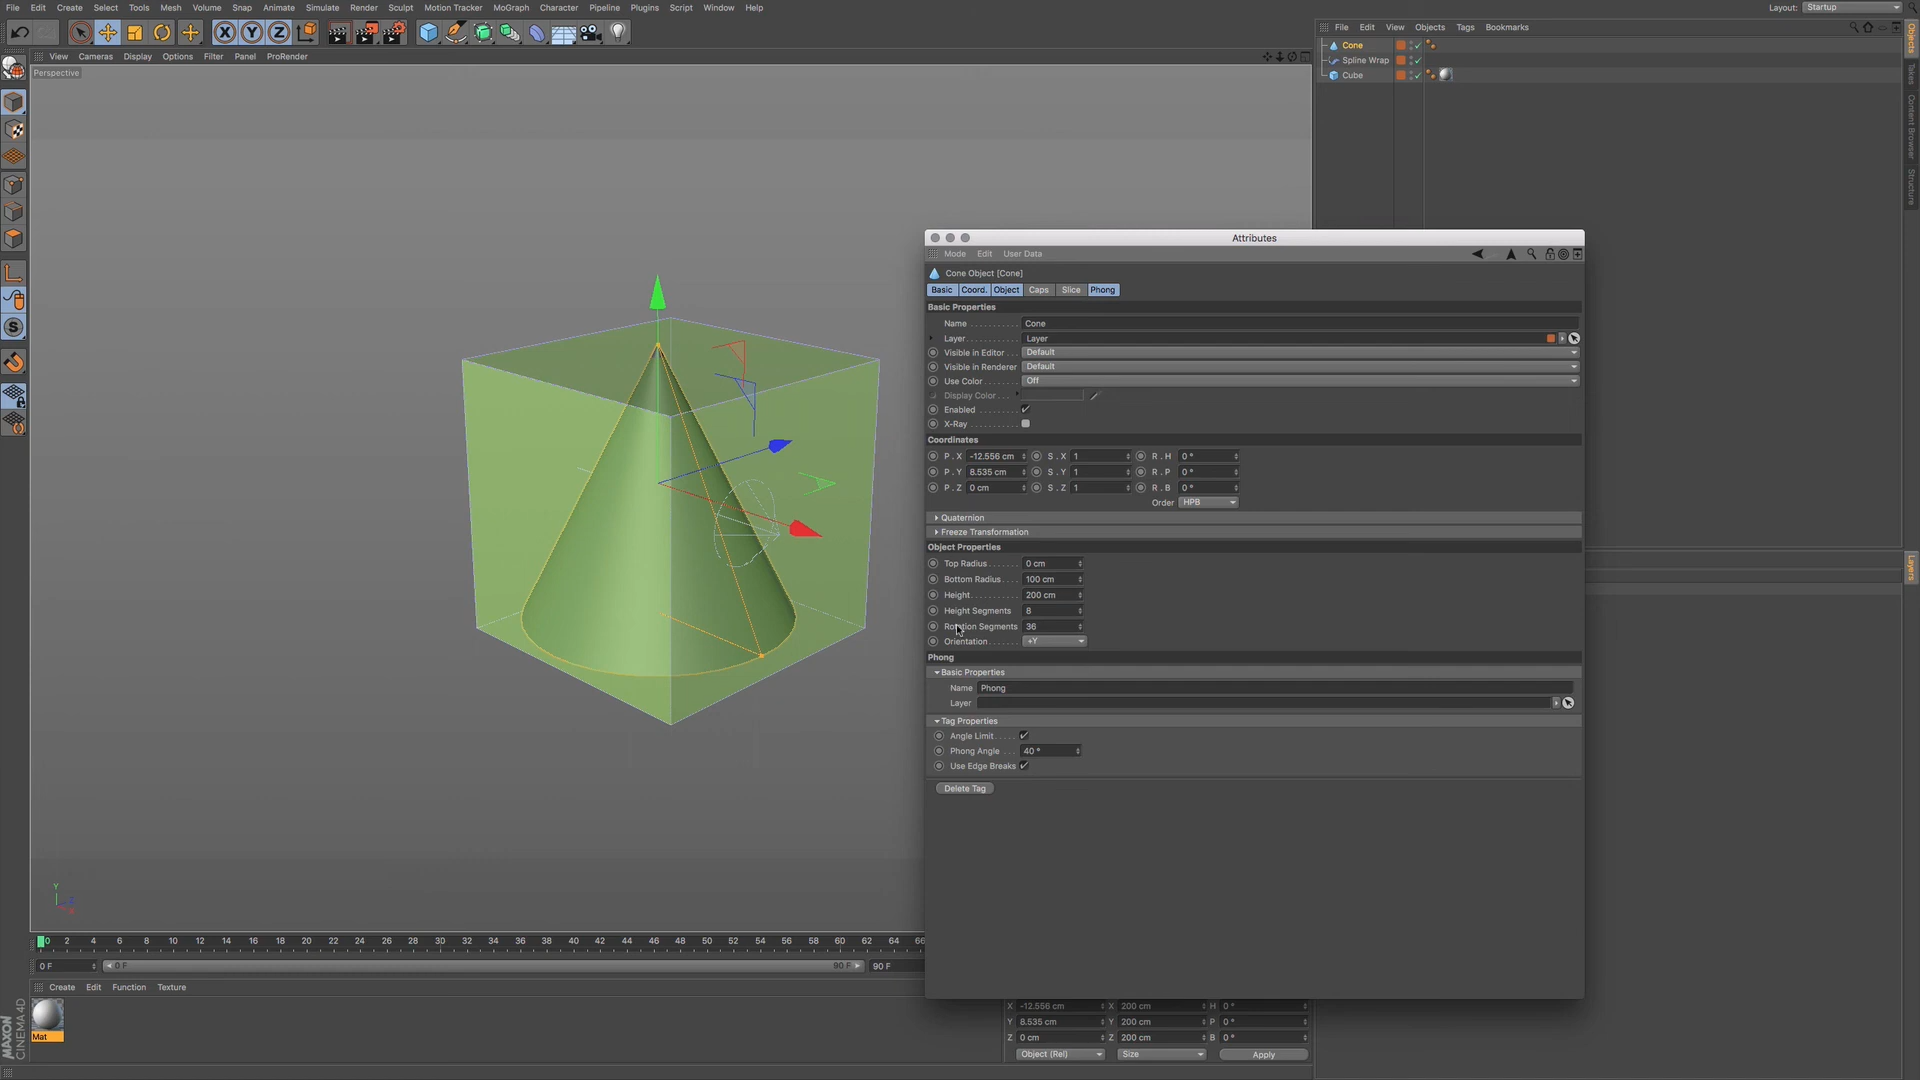 File Edit Create Select Tools Mesh Volume Snap Animate Simulate Render Sculpt Motion Tracker MoGraph Character Pipeline Plugins Script Window Help
Layout: Startup
View Cameras Display Options Filter Panel ProRender
Perspective
File Edit View Objects Tags Bookmarks
Cone
Spline Wrap
Cube
Objects
Takes
Content Browser
Structure
Layers
Attributes
Mode Edit User Data
Cone Object [Cone]
Basic Coord. Object Caps Slice Phong
Basic Properties
Name Cone
Layer Layer
Visible in Editor Default
Visible in Renderer Default
Use Color Off
Display Color
Enabled
X-Ray
Coordinates
P . X -12.556 cm S . X 1 R . H 0 °
P . Y 8.535 cm S . Y 1 R . P 0 °
P . Z 0 cm S . Z 1 R . B 0 °
Order HPB
Quaternion
Freeze Transformation
Object Properties
Top Radius 0 cm
Bottom Radius 100 cm
Height 200 cm
Height Segments 8
Rotation Segments 36
Orientation +Y
Phong
Basic Properties
Name Phong
Layer
Tag Properties
Angle Limit
Phong Angle 40 °
Use Edge Breaks
Delete Tag
Y
0 2 4 6 8 10 12 14 16 18 20 22 24 26 28 30 32 34 36 38 40 42 44 46 48 50 52 54 56 58 60 62 64 66
0 F 0 F 90 F 90 F
Create Edit Function Texture
Mat
MAXON
CINEMA 4D
X -12.556 cm X 200 cm H 0 °
Y 8.535 cm Y 200 cm P 0 °
Z 0 cm Z 200 cm B 0 °
Object (Rel) Size Apply